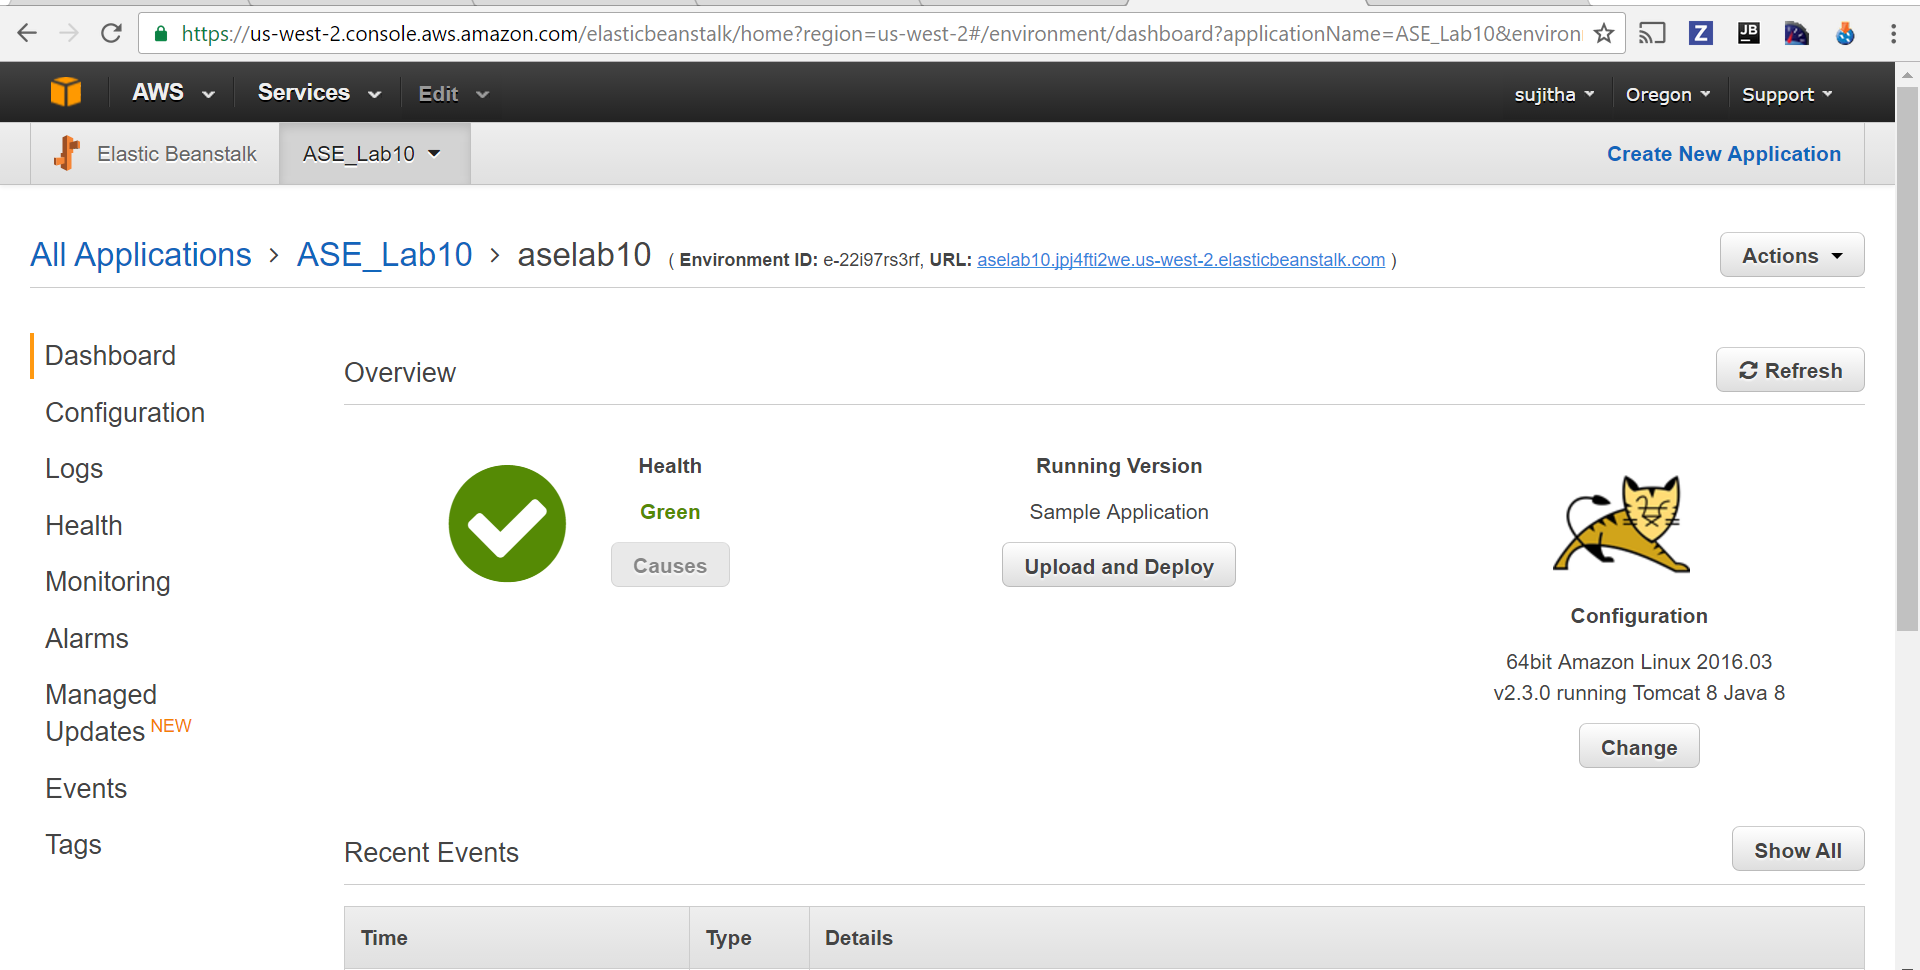 https://us-west-2.console.aws.amazon.com/elasticbeanstalk/home?region=us-west-2#/environment/dashboard?applicationName=ASE_Lab10&environ
Z
JB
AWS Services Edit sujitha Oregon Support
Elastic Beanstalk ASE_Lab10 Create New Application
All Applications > ASE_Lab10 > aselab10 ( Environment ID: e-22i97rs3rf, URL: aselab10.jpj4fti2we.us-west-2.elasticbeanstalk.com ) Actions
Dashboard
Configuration
Logs
Health
Monitoring
Alarms
Managed
Updates NEW
Events
Tags
Overview Refresh
Health
Green
Causes
Running Version
Sample Application
Upload and Deploy
Configuration
64bit Amazon Linux 2016.03
v2.3.0 running Tomcat 8 Java 8
Change
Recent Events Show All
Time Type Details